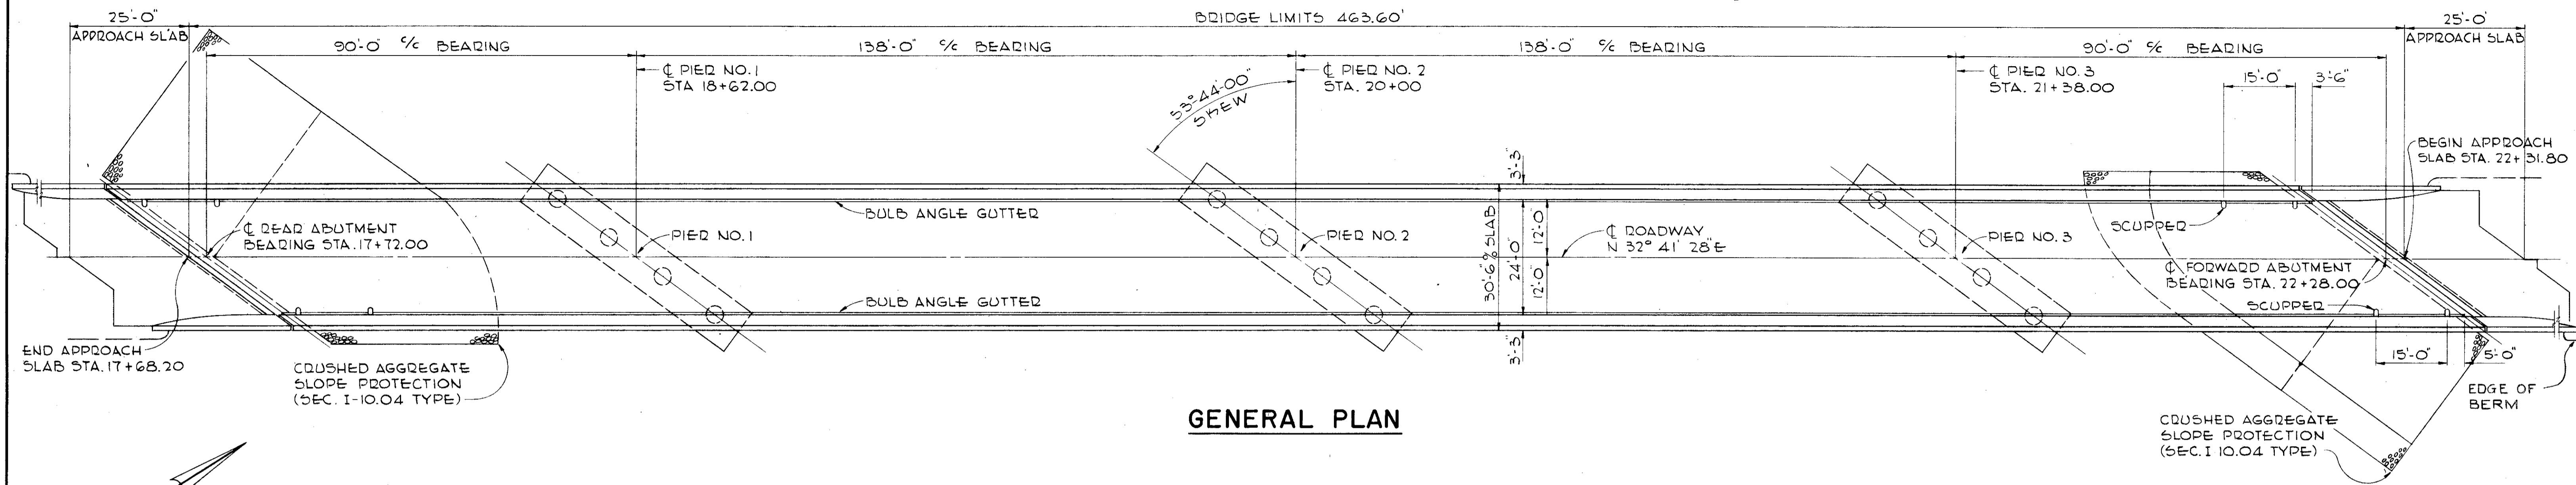 BRIDGE LIMITS 463.60'
25'-0"
APPROACH SLAB
25'-0"
APPROACH SLAB
90'-0" c/c BEARING
138'-0" c/c BEARING
138'-0" c/c BEARING
90'-0" c/c BEARING
℄ PIER NO. 1
STA 18+62.00
℄ PIER NO. 2
STA. 20+00
℄ PIER NO. 3
STA. 21+38.00
15'-0"
3'-6"
53°-44'-00"
SKEW
BEGIN APPROACH
SLAB STA. 22+31.80
3'-3"
BULB ANGLE GUTTER
℄ REAR ABUTMENT
BEARING STA. 17+72.00
PIER NO. 1
PIER NO. 2
30'-6" SLAB
24'-0"
12'-0"
12'-0"
℄ ROADWAY
N 32° 41' 28" E
PIER NO. 3
SCUPPER
℄ FORWARD ABUTMENT
BEARING STA. 22+28.00
BULB ANGLE GUTTER
SCUPPER
3'-3"
15'-0"
5'-0"
END APPROACH
SLAB STA. 17+68.20
CRUSHED AGGREGATE
SLOPE PROTECTION
(SEC. I-10.04 TYPE)
EDGE OF
BERM
GENERAL PLAN
CRUSHED AGGREGATE
SLOPE PROTECTION
(SEC. I 10.04 TYPE)